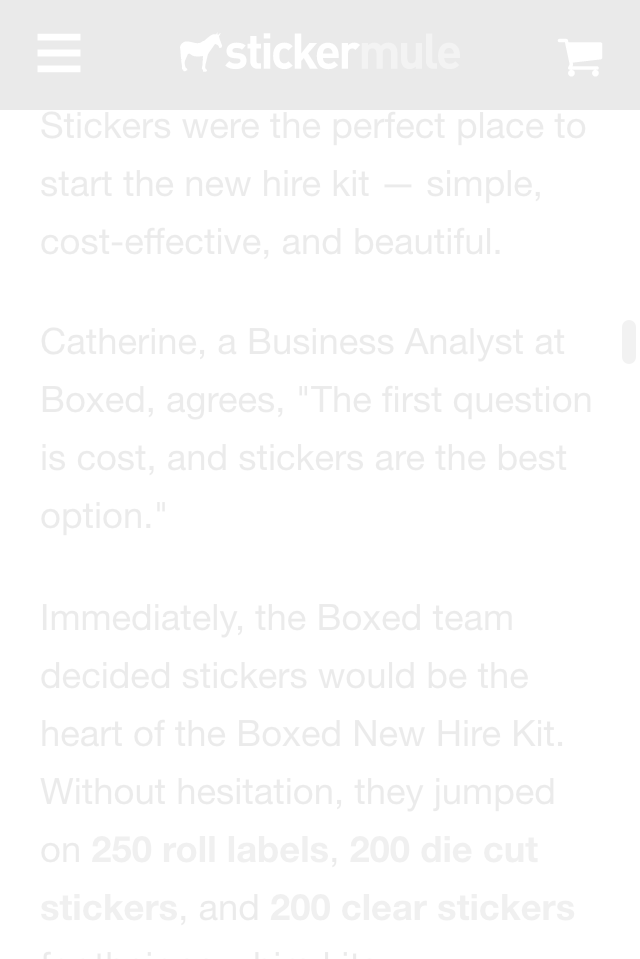 stickermule
Stickers were the perfect place to
start the new hire kit — simple,
cost-effective, and beautiful.
Catherine, a Business Analyst at
Boxed, agrees, "The first question
is cost, and stickers are the best
option."
Immediately, the Boxed team
decided stickers would be the
heart of the Boxed New Hire Kit.
Without hesitation, they jumped
on 250 roll labels, 200 die cut
stickers, and 200 clear stickers